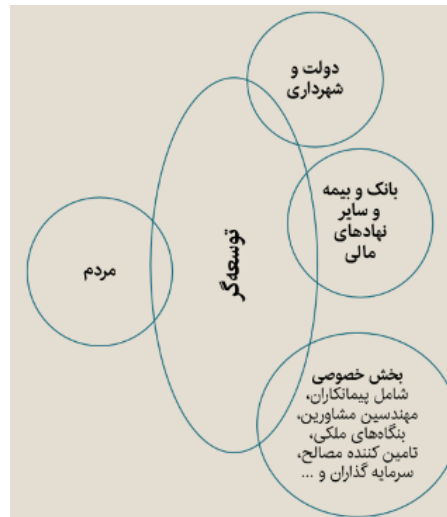 دولت و
شهرداری
بانک و بیمه
و سایر
نهادهای
مالی
توسعه‌گر
مردم
بخش خصوصی
شامل پیمانکاران،
مهندسین مشاورین،
بنگاه‌های ملکی،
تامین کننده مصالح،
سرمایه گذاران و ...